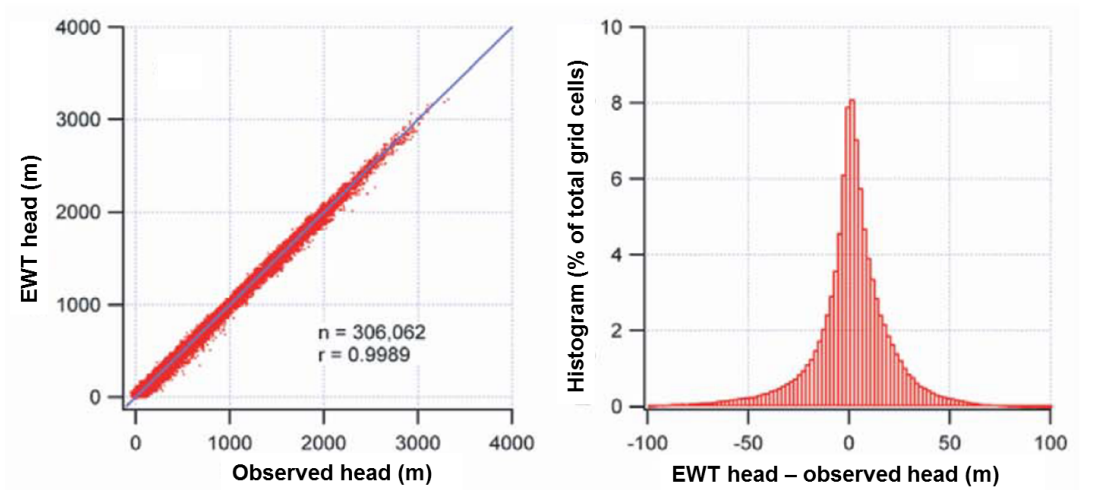 4000
3000
2000
1000
0
EWT head (m)
n = 306,062
r = 0.9989
0 1000 2000 3000 4000
Observed head (m)
10
8
6
4
2
0
Histogram (% of total grid cells)
-100 -50 0 50 100
EWT head – observed head (m)